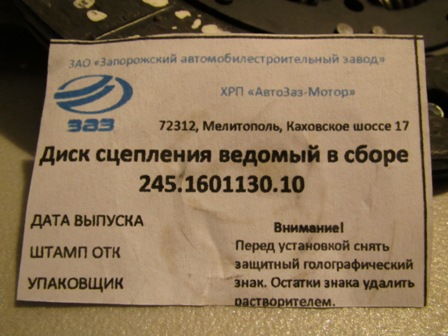 ЗАО «Запорожский автомобилестроительный завод»
ХРП «АвтоЗаз-Мотор»
ЗАЗ
72312, Мелитополь, Каховское шоссе 17
Диск сцепления ведомый в сборе
245.1601130.10
ДАТА ВЫПУСКА
ШТАМП ОТК
УПАКОВЩИК
Внимание!
Перед установкой снять
защитный голографический
знак. Остатки знака удалить
растворителем.